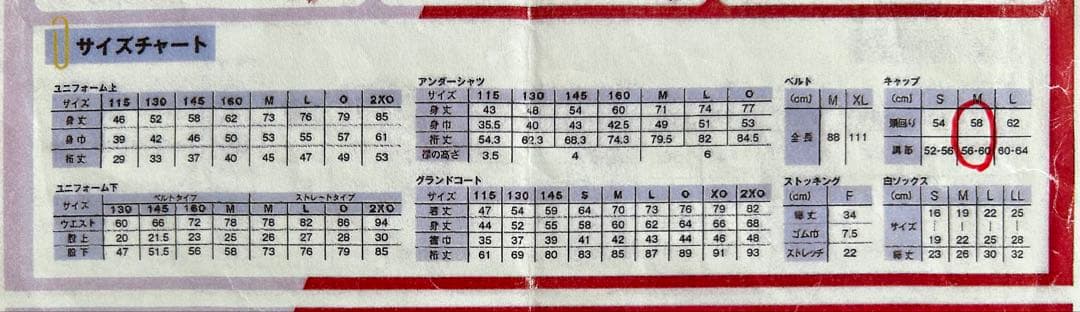 サイズチャート
ユニフォーム上
サイズ 115 130 145 160 M L O 2XO
身丈 46 52 58 62 73 76 79 85
身巾 39 42 46 50 53 55 57 61
裄丈 29 33 37 40 45 47 49 53
ユニフォーム下
サイズ ベルトタイプ ストレートタイプ
130 145 160 M M L O 2XO
ウエスト 60 66 72 78 78 82 86 94
股上 20 21.5 23 25 26 27 28 30
股下 47 51.5 56 58 73 76 79 85
アンダーシャツ
サイズ 115 130 145 160 M L O
身丈 43 48 54 60 71 74 77
身巾 35.5 40 43 42.5 49 51 53
裄丈 54.3 62.3 68.3 74.3 79.5 82 84.5
襟の高さ 3.5 4 6
グランドコート
サイズ 115 130 145 S M L O XO 2XO
着丈 47 54 59 64 70 73 76 79 82
身丈 44 52 55 58 60 62 64 66 68
35 37 39 41 42 43 44 46 48
裄丈 61 69 80 83 85 87 89 91 93
ベルト
(cm) M XL
全長 88 111
キャップ
(cm) S M L
頭回り 54 58 62
調節 52-56 56-60 60-64
ストッキング
(cm) F
総丈 34
ゴム巾 7.5
ストレッチ 22
白ソックス
(cm) S M L LL
サイズ 16｜19 19｜22 22｜25 25｜28
総丈 23 26 30 32